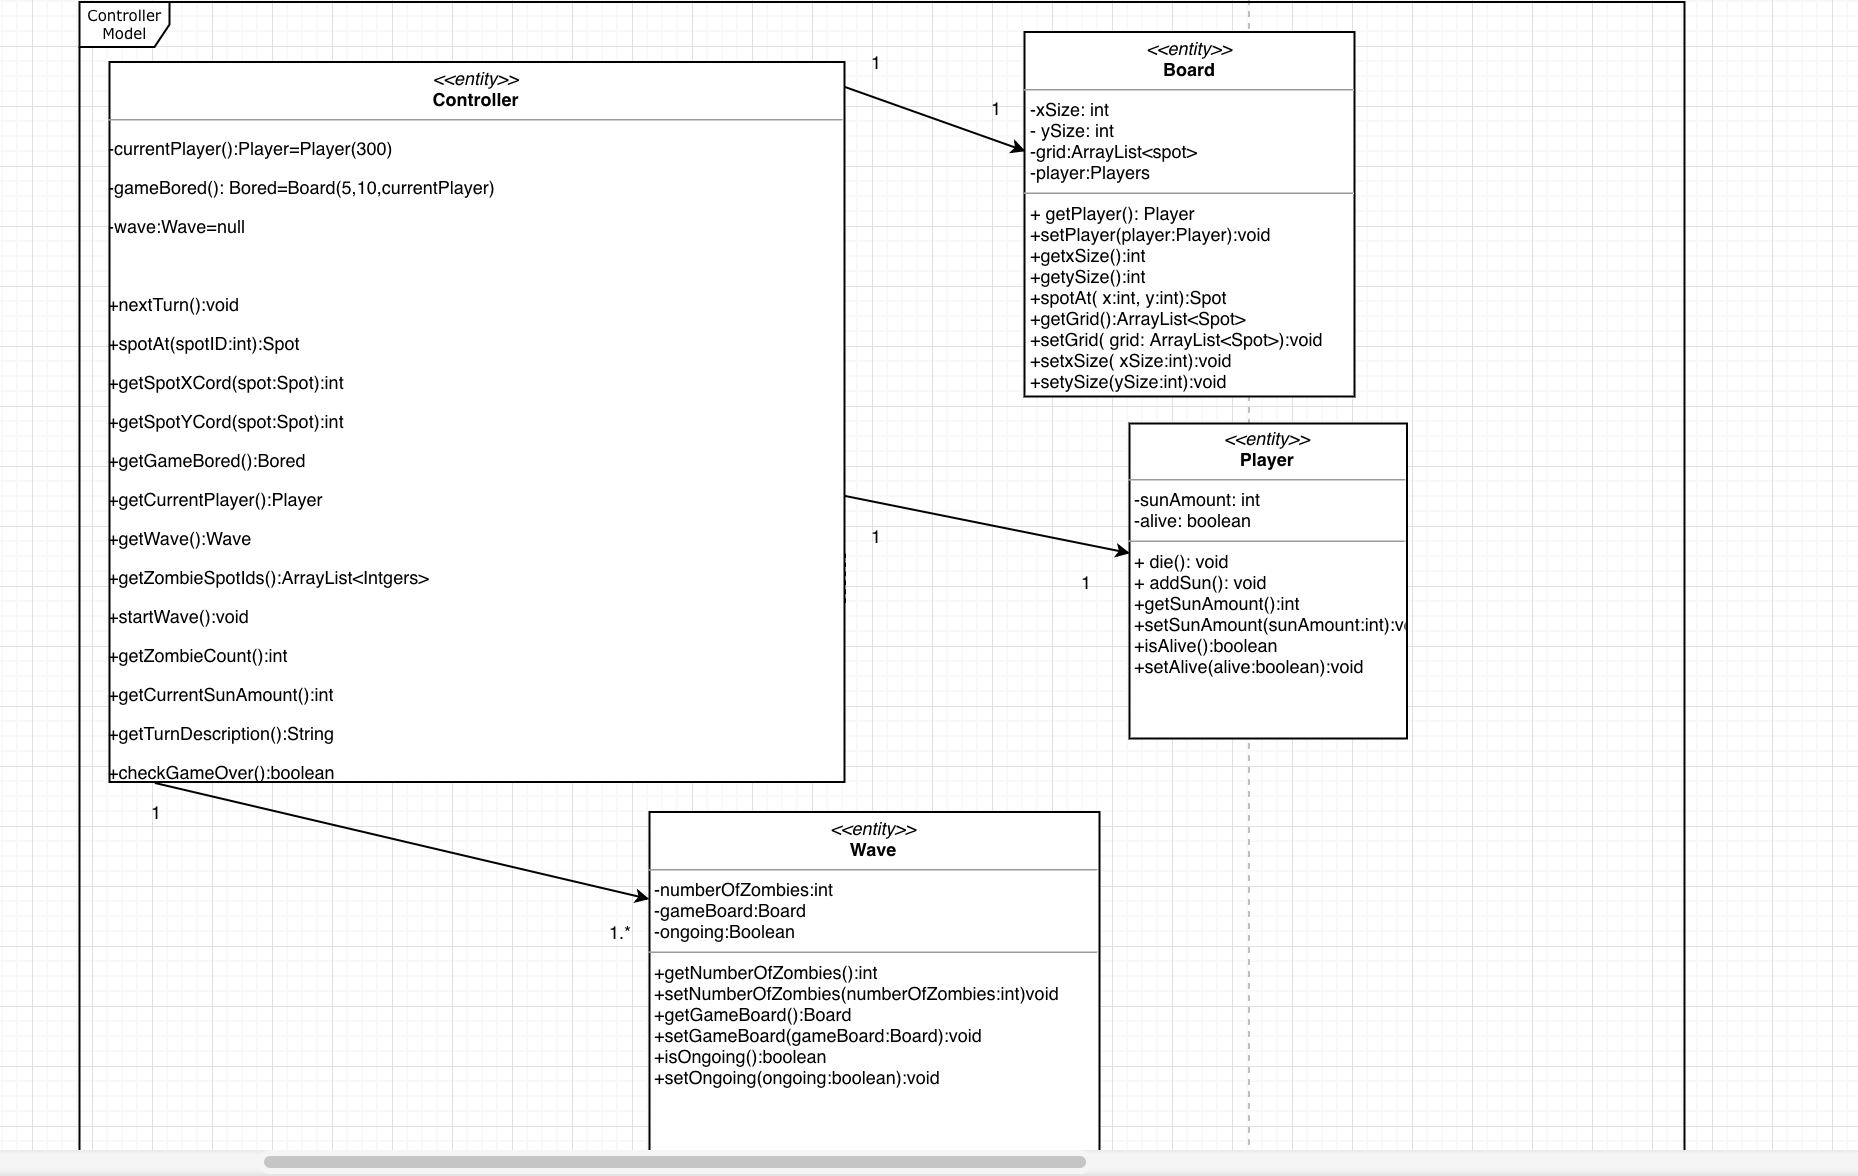 Controller
Model
<<entity>>
Controller
-currentPlayer():Player=Player(300)
-gameBored(): Bored=Board(5,10,currentPlayer)
-wave:Wave=null
+nextTurn():void
+spotAt(spotID:int):Spot
+getSpotXCord(spot:Spot):int
+getSpotYCord(spot:Spot):int
+getGameBored():Bored
+getCurrentPlayer():Player
+getWave():Wave
+getZombieSpotIds():ArrayList<Intgers>
+startWave():void
+getZombieCount():int
+getCurrentSunAmount():int
+getTurnDescription():String
+checkGameOver():boolean
1
1
<<entity>>
Board
-xSize: int
- ySize: int
-grid:ArrayList<spot>
-player:Players
+ getPlayer(): Player
+setPlayer(player:Player):void
+getxSize():int
+getySize():int
+spotAt( x:int, y:int):Spot
+getGrid():ArrayList<Spot>
+setGrid( grid: ArrayList<Spot>):void
+setxSize( xSize:int):void
+setySize(ySize:int):void
1
1
<<entity>>
Player
-sunAmount: int
-alive: boolean
+ die(): void
+ addSun(): void
+getSunAmount():int
+setSunAmount(sunAmount:int):v
+isAlive():boolean
+setAlive(alive:boolean):void
1
1.*
<<entity>>
Wave
-numberOfZombies:int
-gameBoard:Board
-ongoing:Boolean
+getNumberOfZombies():int
+setNumberOfZombies(numberOfZombies:int)void
+getGameBoard():Board
+setGameBoard(gameBoard:Board):void
+isOngoing():boolean
+setOngoing(ongoing:boolean):void